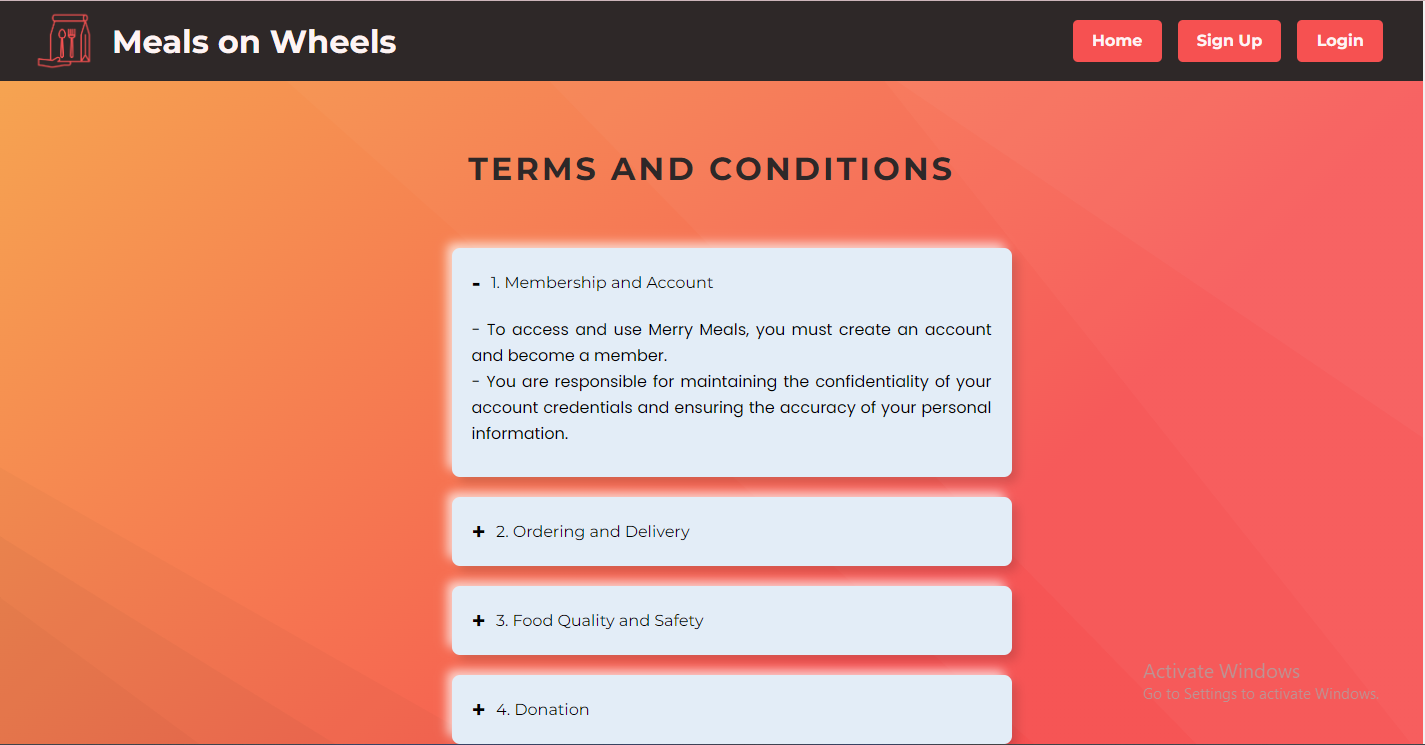 Meals on Wheels
Home
Sign Up
Login
TERMS AND CONDITIONS
- 1. Membership and Account
- To access and use Merry Meals, you must create an account
and become a member.
- You are responsible for maintaining the confidentiality of your
account credentials and ensuring the accuracy of your personal
information.
+ 2. Ordering and Delivery
+ 3. Food Quality and Safety
+ 4. Donation
Activate Windows
Go to Settings to activate Windows.